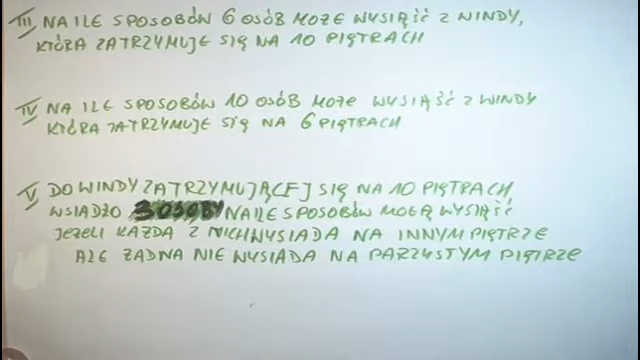 III NA ILE SPOSOBÓW 6 OSÓB MOŻE WYSIĄŚĆ Z WINDY,
KTÓRA ZATRZYMUJE SIĘ NA 10 PIĘTRACH
IV NA ILE SPOSOBÓW 10 OSÓB MOŻE WYSIĄŚĆ Z WINDY
KTÓRA ZATRZYMUJE SIĘ NA 6 PIĘTRACH
V DO WINDY ZATRZYMUJĄCEJ SIĘ NA 10 PIĘTRACH,
WSIADŁO 3 OSOBY NA ILE SPOSOBÓW MOGĄ WYSIĄŚĆ
JEŻELI KAŻDA Z NICH WYSIADA NA INNYM PIĘTRZE
ALE ŻADNA NIE WYSIADA NA PARZYSTYM PIĘTRZE